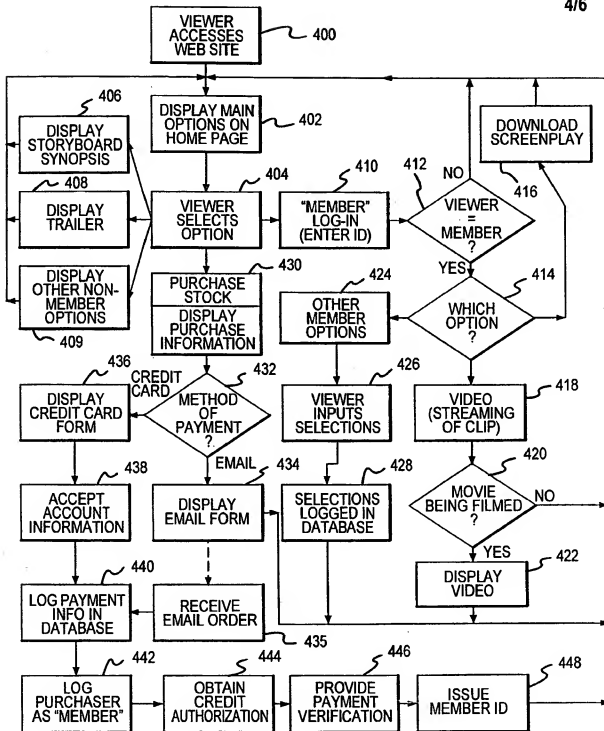 4/6
VIEWER
ACCESSES
WEB SITE
400
DISPLAY MAIN
OPTIONS ON
HOME PAGE
402
406
DISPLAY
STORYBOARD
SYNOPSIS
408
DISPLAY
TRAILER
DISPLAY
OTHER NON-
MEMBER
OPTIONS
409
404
VIEWER
SELECTS
OPTION
410
"MEMBER"
LOG-IN
(ENTER ID)
412
NO
VIEWER
=
MEMBER
?
YES
DOWNLOAD
SCREENPLAY
416
414
WHICH
OPTION
?
424
OTHER
MEMBER
OPTIONS
426
VIEWER
INPUTS
SELECTIONS
428
SELECTIONS
LOGGED IN
DATABASE
418
VIDEO
(STREAMING
OF CLIP)
420
MOVIE
BEING FILMED
?
NO
YES
422
DISPLAY
VIDEO
430
PURCHASE
STOCK
DISPLAY
PURCHASE
INFORMATION
432
METHOD
OF
PAYMENT
?
CREDIT
CARD
EMAIL
436
DISPLAY
CREDIT CARD
FORM
438
ACCEPT
ACCOUNT
INFORMATION
434
DISPLAY
EMAIL FORM
440
LOG PAYMENT
INFO IN
DATABASE
RECEIVE
EMAIL ORDER
435
442
LOG
PURCHASER
AS "MEMBER"
444
OBTAIN
CREDIT
AUTHORIZATION
446
PROVIDE
PAYMENT
VERIFICATION
448
ISSUE
MEMBER ID